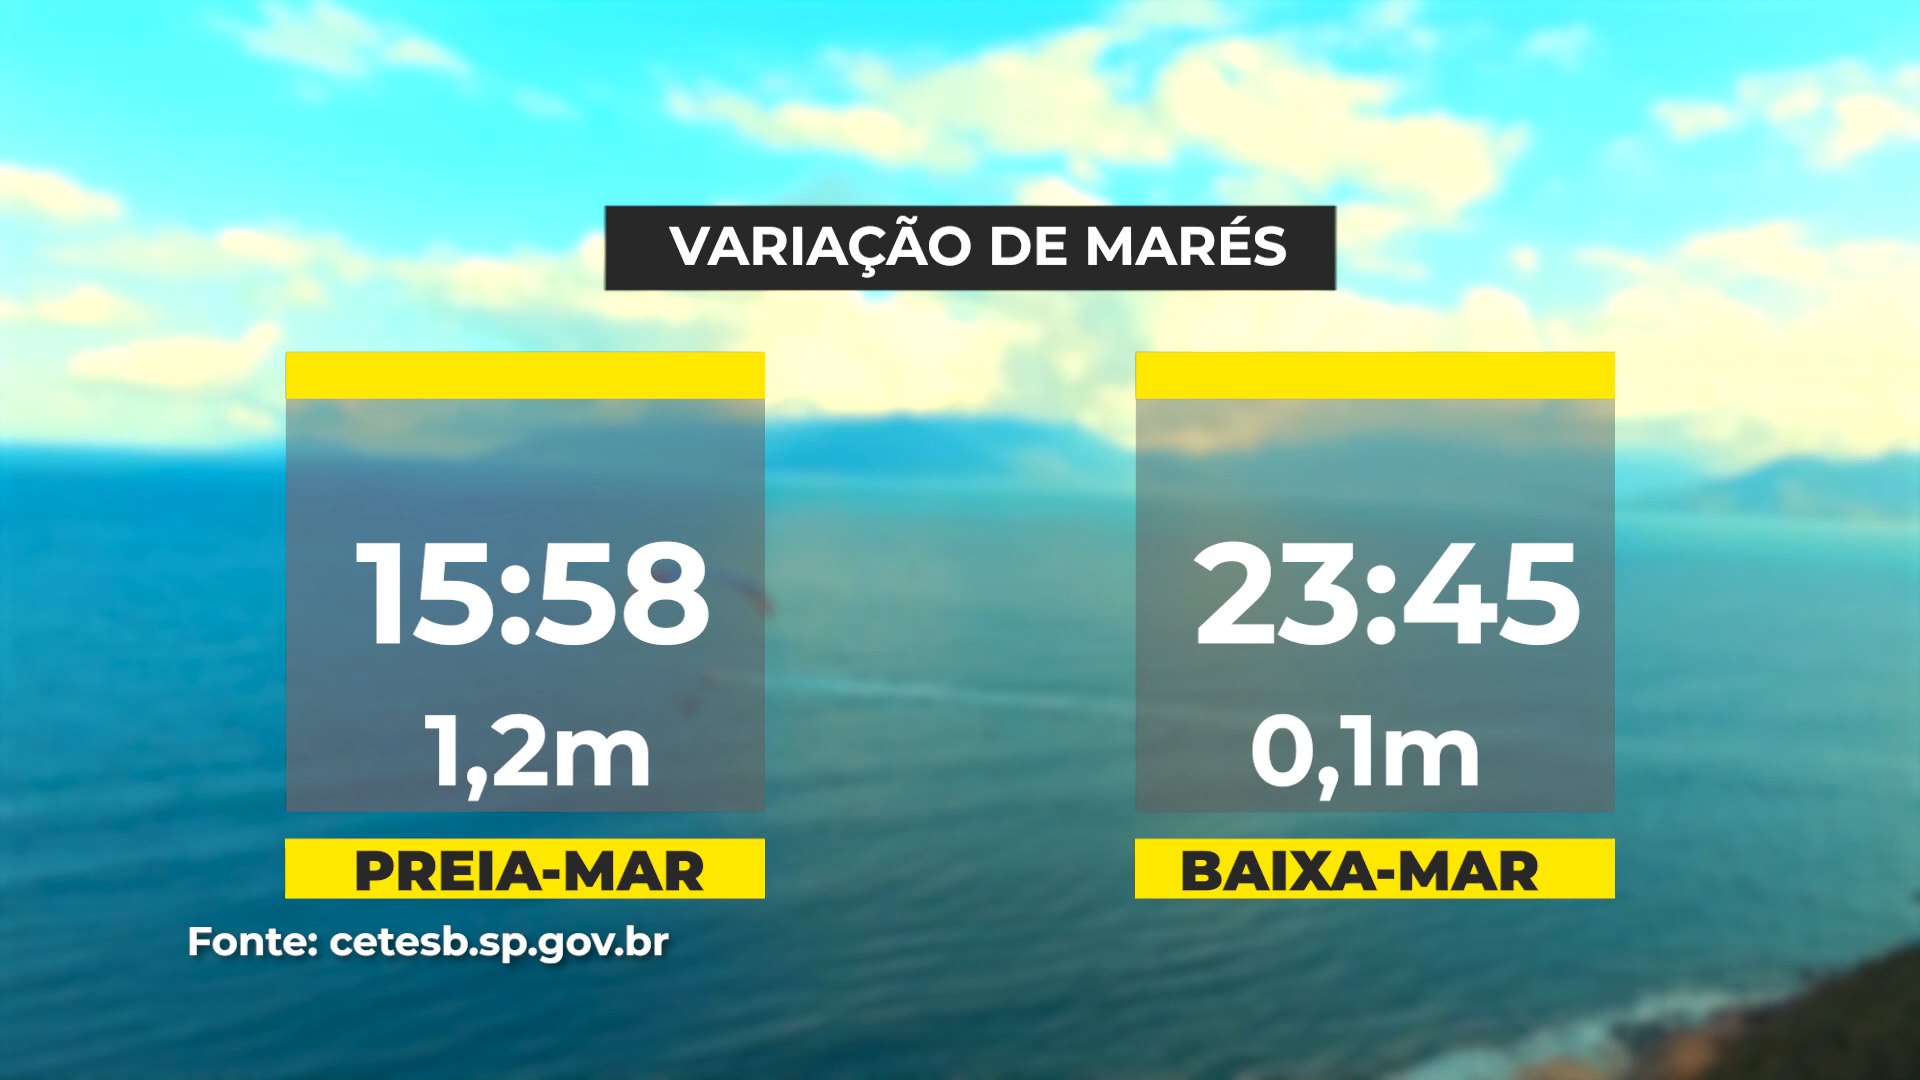 VARIAÇÃO DE MARÉS
15:58
1,2m
PREIA-MAR
23:45
0,1m
BAIXA-MAR
Fonte: cetesb.sp.gov.br